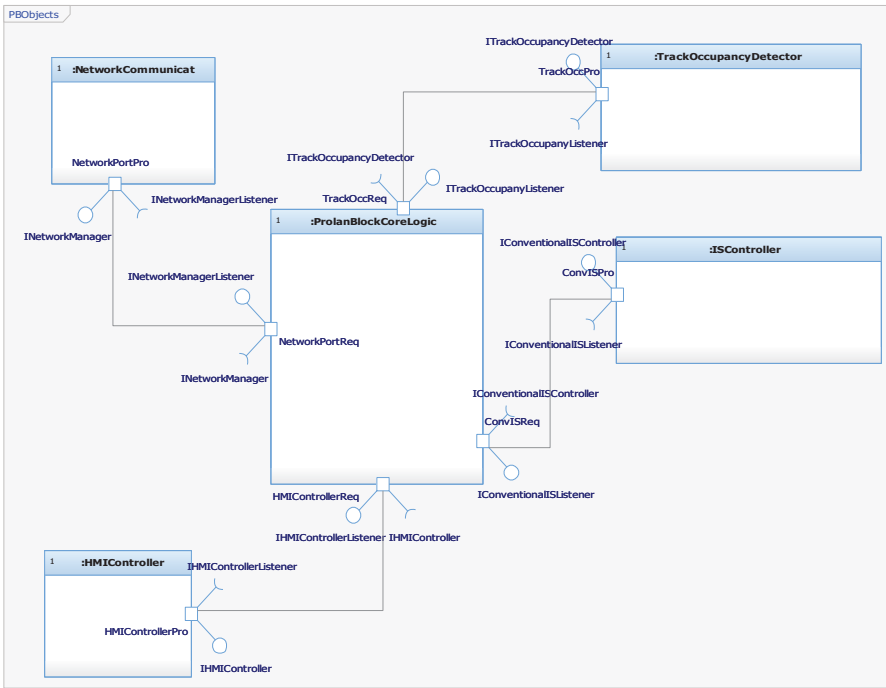 PBObjects
ITrackOccupancyDetector
1 :NetworkCommunicat
1 :TrackOccupancyDetector
TrackOccPro
ITrackOccupanyListener
NetworkPortPro
ITrackOccupancyDetector
ITrackOccupanyListener
INetworkManagerListener
TrackOccReq
INetworkManager
1 :ProlanBlockCoreLogic
IConventionalISController
1 :ISController
ConvISPro
INetworkManagerListener
NetworkPortReq
IConventionalISListener
INetworkManager
IConventionalISController
ConvISReq
HMIControllerReq
IConventionalISListener
IHMIControllerListener
IHMIController
1 :HMIController
IHMIControllerListener
HMIControllerPro
IHMIController